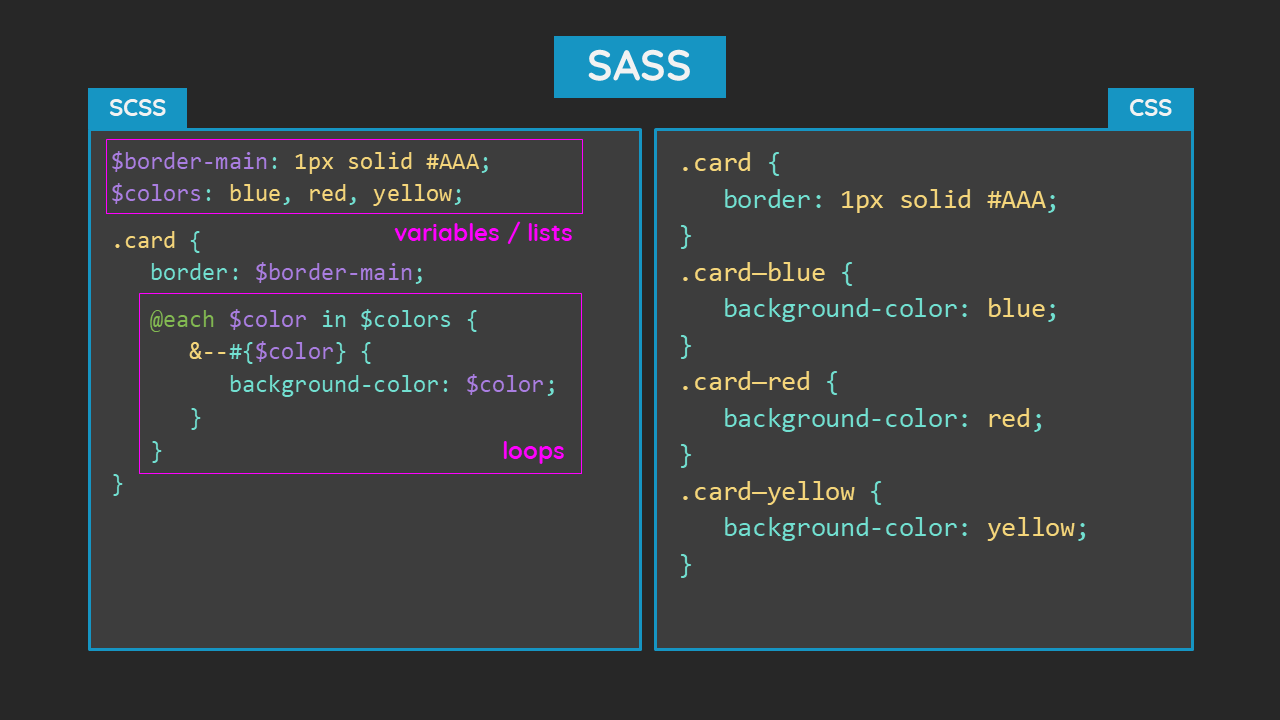 SASS
SCSS
$border-main: 1px solid #AAA;
$colors: blue, red, yellow;
variables / lists
.card {
border: $border-main;
@each $color in $colors {
&--#{$color} {
background-color: $color;
}
}
loops
}
CSS
.card {
border: 1px solid #AAA;
}
.card—blue {
background-color: blue;
}
.card—red {
background-color: red;
}
.card—yellow {
background-color: yellow;
}